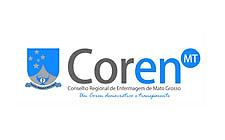 Coren MT
Conselho Regional de Enfermagem de Mato Grosso
Um Coren democrático e transparente